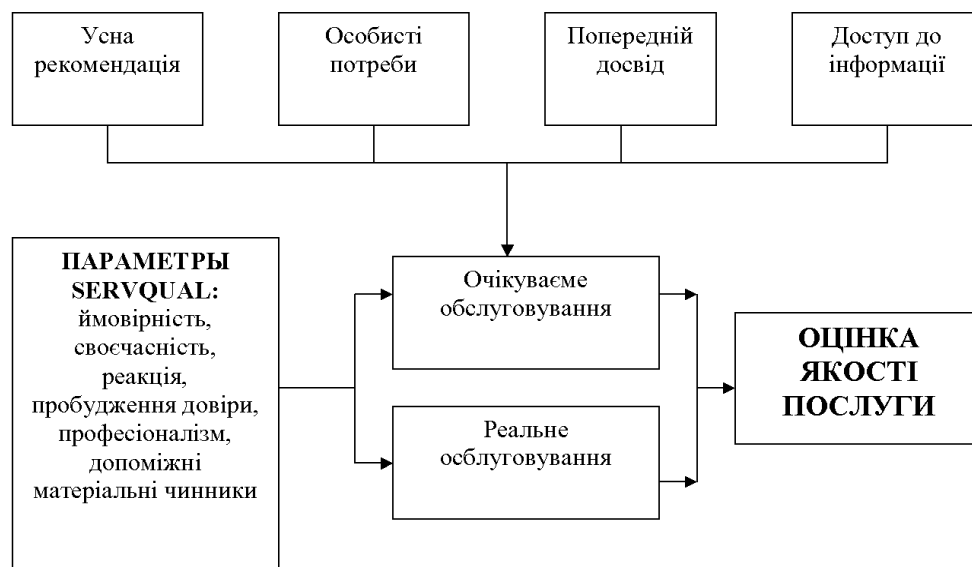 Усна
рекомендація
Особисті
потреби
Попередній
досвід
Доступ до
інформації
ПАРАМЕТРЫ
SERVQUAL:
ймовірність,
своєчасність,
реакція,
пробудження довіри,
професіоналізм,
допоміжні
матеріальні чинники
Очікуваєме
обслуговування
Реальне
осблуговування
ОЦІНКА
ЯКОСТІ
ПОСЛУГИ